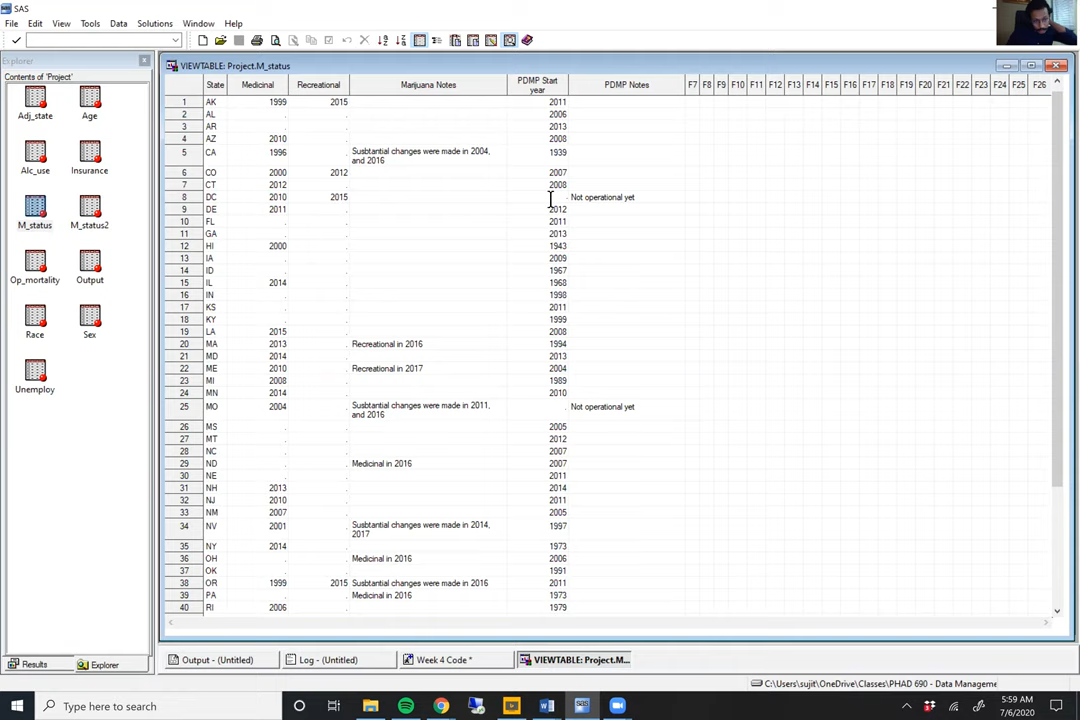 SAS
File Edit View Tools Data Solutions Window Help
Explorer
Contents of 'Project'
Adj_state Age
Alc_use Insurance
M_status M_status2
Op_mortality Output
Race Sex
Unemploy
Results Explorer
VIEWTABLE: Project.M_status
State Medicinal Recreational Marijuana Notes PDMP Start year PDMP Notes F7 F8 F9 F10 F11 F12 F13 F14 F15 F16 F17 F18 F19 F20 F21 F22 F23 F24 F25 F26
1 AK 1999 2015 2011
2 AL . . 2006
3 AR . . 2013
4 AZ 2010 . 2008
5 CA 1996 . Susbtantial changes were made in 2004, and 2016 1939
6 CO 2000 2012 2007
7 CT 2012 . 2008
8 DC 2010 2015 . Not operational yet
9 DE 2011 . 2012
10 FL . . 2011
11 GA . . 2013
12 HI 2000 . 1943
13 IA . . 2009
14 ID . . 1967
15 IL 2014 . 1968
16 IN . . 1998
17 KS . . 2011
18 KY . . 1999
19 LA 2015 . 2008
20 MA 2013 . Recreational in 2016 1994
21 MD 2014 . 2013
22 ME 2010 . Recreational in 2017 2004
23 MI 2008 . 1989
24 MN 2014 . 2010
25 MO 2004 . Susbtantial changes were made in 2011, and 2016 . Not operational yet
26 MS . . 2005
27 MT . . 2012
28 NC . . 2007
29 ND . . Medicinal in 2016 2007
30 NE . . 2011
31 NH 2013 . 2014
32 NJ 2010 . 2011
33 NM 2007 . 2005
34 NV 2001 . Susbtantial changes were made in 2014, 2017 1997
35 NY 2014 . 1973
36 OH . . Medicinal in 2016 2006
37 OK . . 1991
38 OR 1999 2015 Susbtantial changes were made in 2016 2011
39 PA . . Medicinal in 2016 1973
40 RI 2006 . 1979
Output - (Untitled) Log - (Untitled) Week 4 Code * VIEWTABLE: Project.M...
C:\Users\sujit\OneDrive\Classes\PHAD 690 - Data Manageme
Type here to search
5:59 AM
7/6/2020